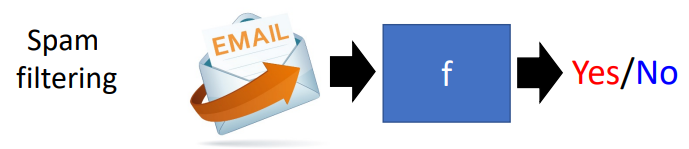 Spam
filtering
EMAIL
f
Yes/No